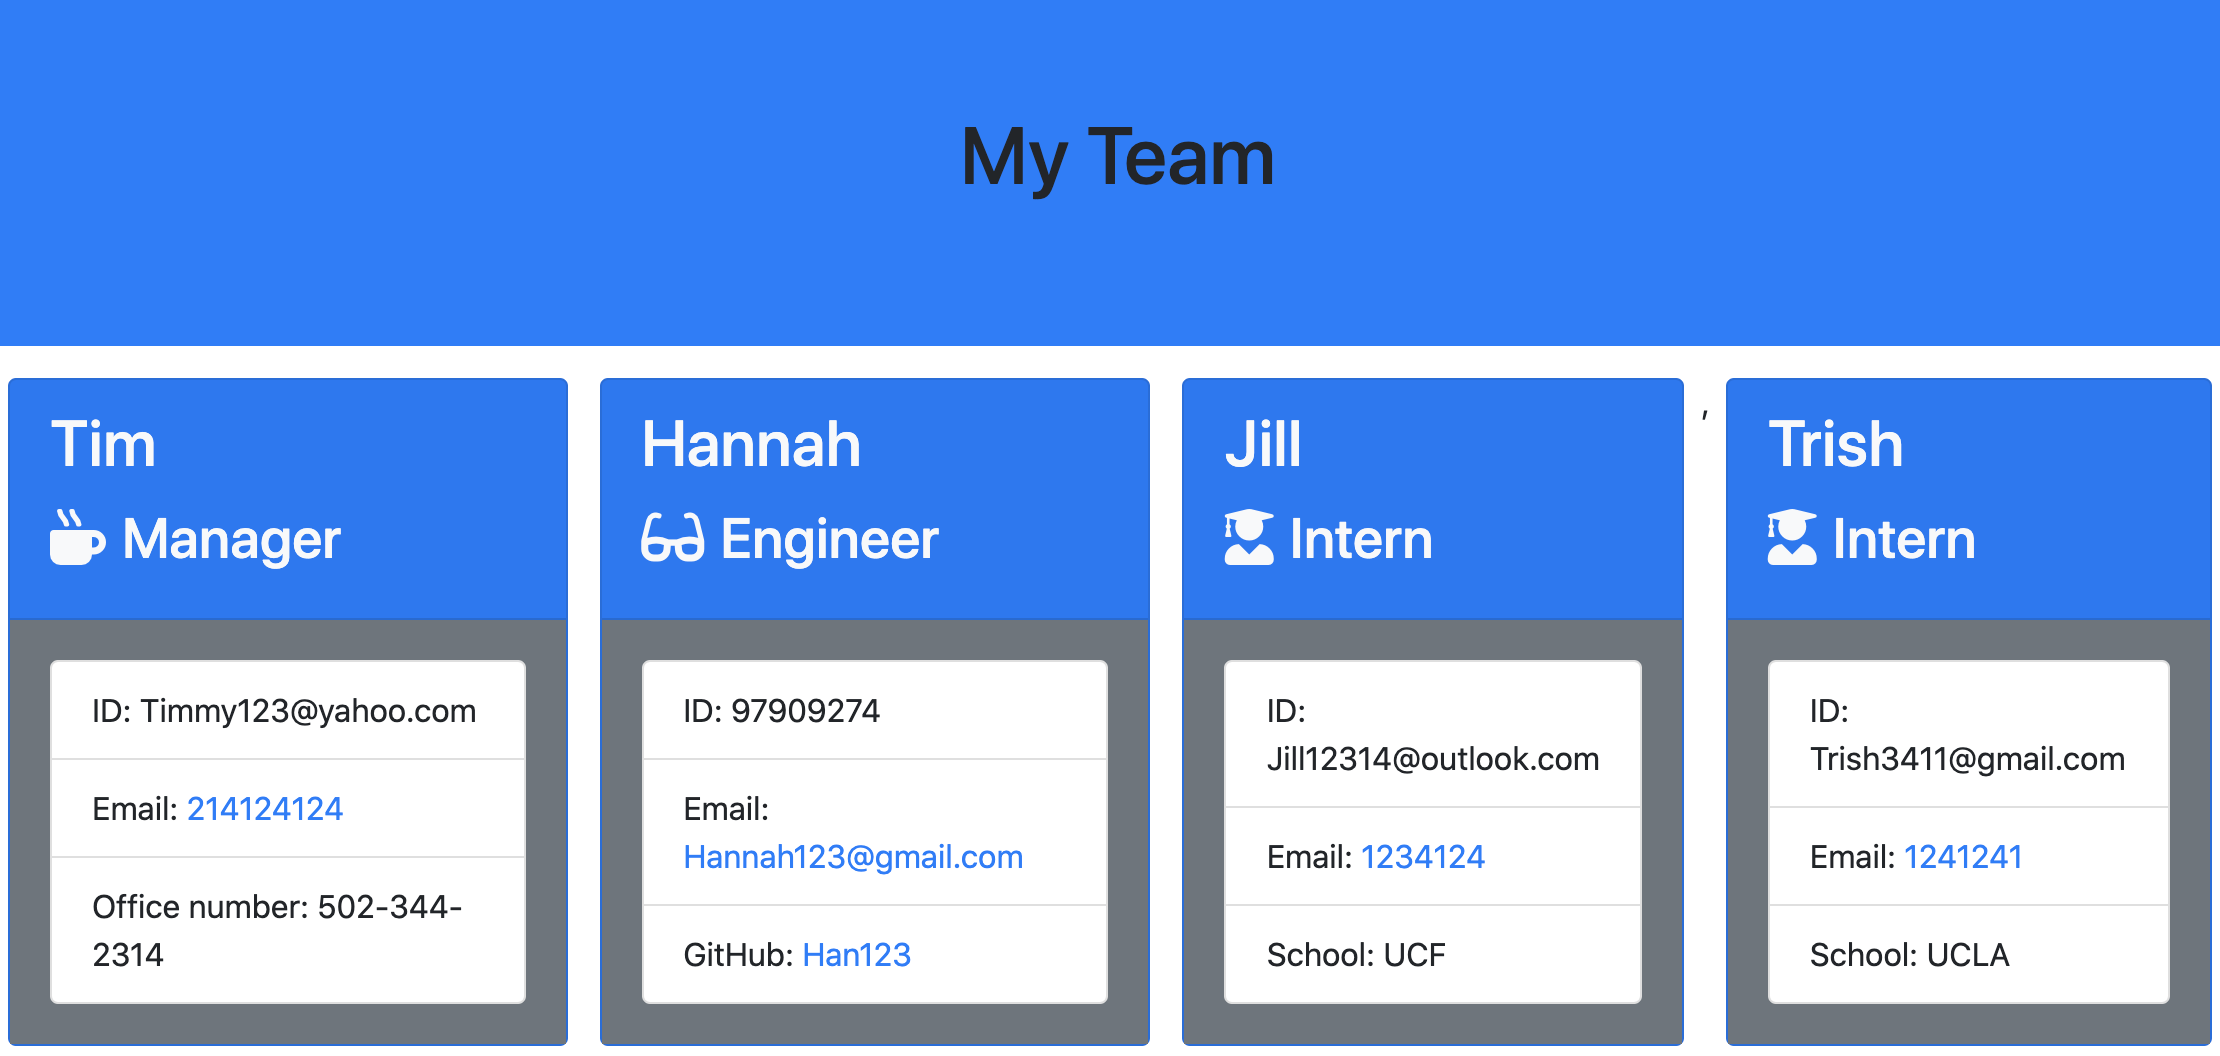 My Team
Tim
Manager
ID: Timmy123@yahoo.com
Email: 214124124
Office number: 502-344-
2314
Hannah
Engineer
ID: 97909274
Email:
Hannah123@gmail.com
GitHub: Han123
Jill
Intern
ID:
Jill12314@outlook.com
Email: 1234124
School: UCF
,
Trish
Intern
ID:
Trish3411@gmail.com
Email: 1241241
School: UCLA